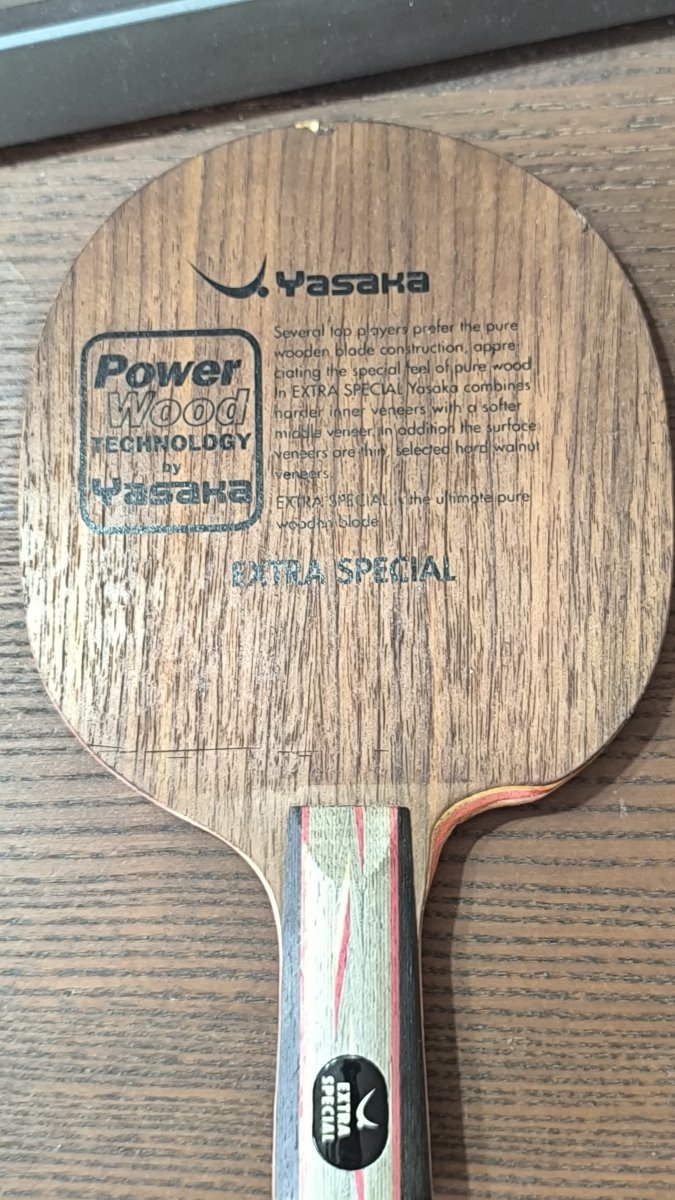 Yasaka
Power
Wood
TECHNOLOGY
by
Yasaka
Several top players prefer the pure
wooden blade construction, appre-
ciating the special feel of pure wood.
In EXTRA SPECIAL Yasaka combines
harder inner veneers with a softer
middle veneer. In addition the surface
veneers are thin, selected hard walnut
veneers.
EXTRA SPECIAL is the ultimate pure
wooden blade
EXTRA SPECIAL
EXTRA
SPECIAL